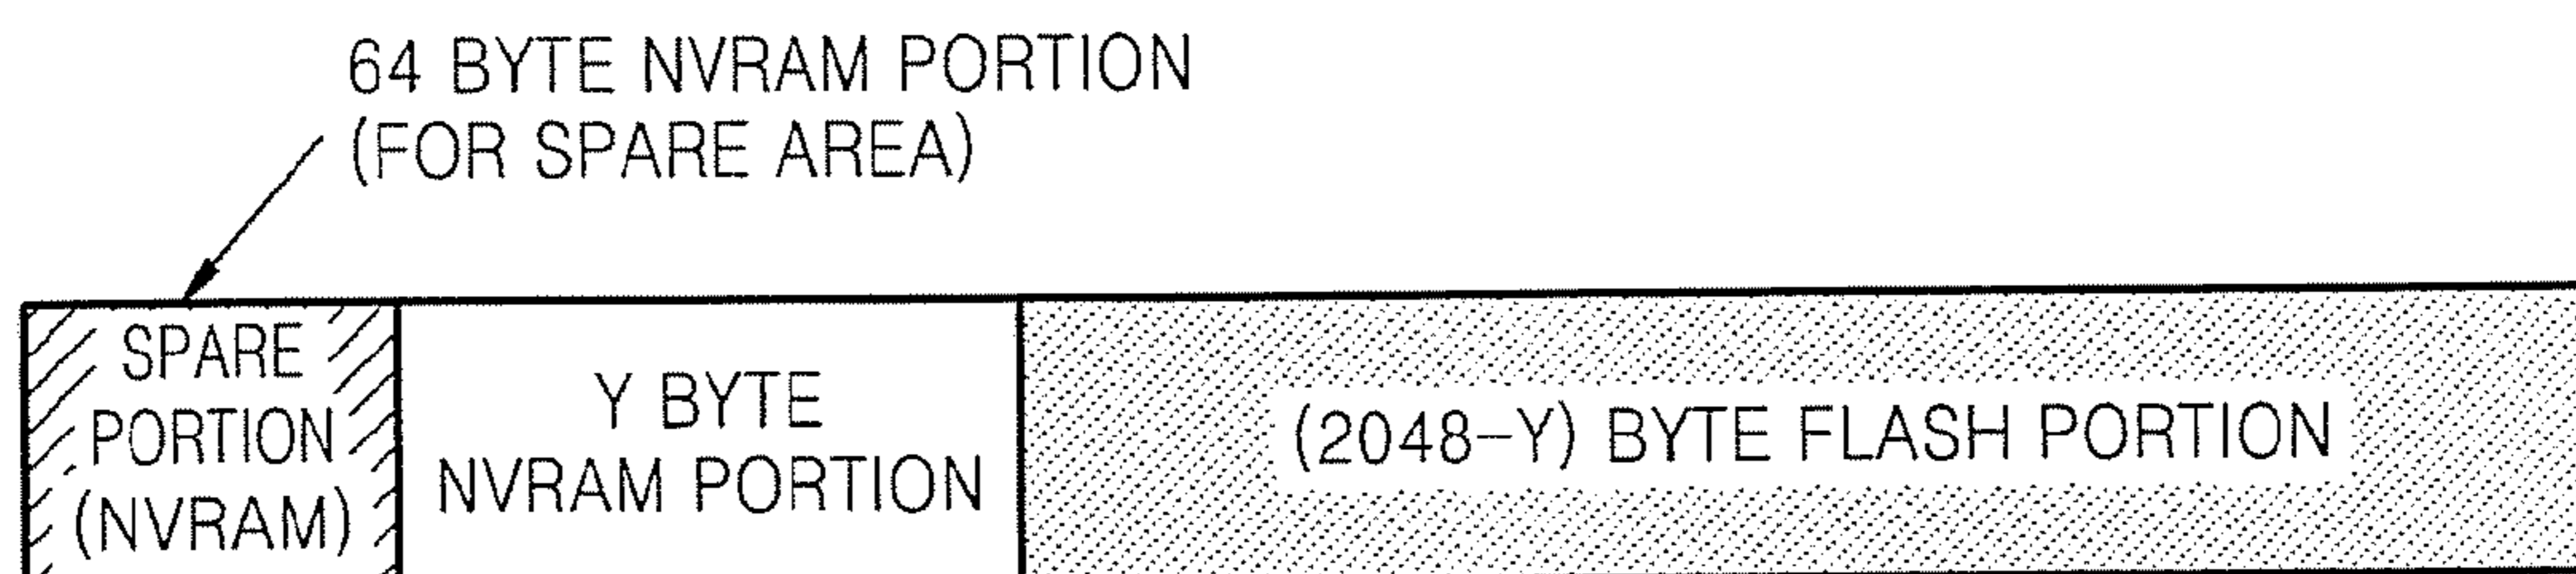 64 BYTE NVRAM PORTION
(FOR SPARE AREA)
SPARE
PORTION
(NVRAM)
Y BYTE
NVRAM PORTION
(2048-Y) BYTE FLASH PORTION